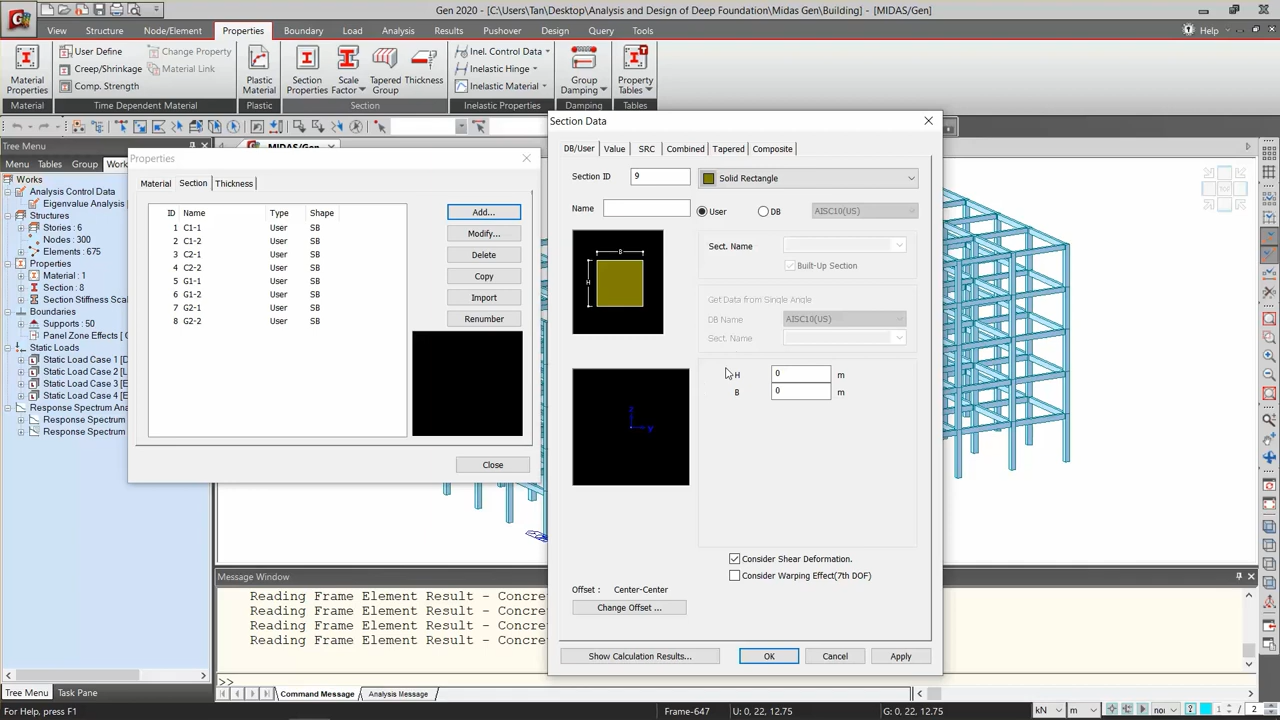 Gen 2020 - [C:\Users\Tan\Desktop\Analysis and Design of Deep Foundation\Midas Gen\Building] - [MIDAS/Gen]
View Structure Node/Element Properties Boundary Load Analysis Results Pushover Design Query Tools Help
Material Properties
User Define
Creep/Shrinkage
Comp. Strength
Change Property
Material Link
Plastic Material
Section Properties
Scale Factor
Tapered Group
Thickness
Inel. Control Data
Inelastic Hinge
Inelastic Material
Group Damping
Property Tables
Material Time Dependent Material Plastic Section Inelastic Properties Damping Tables
Tree Menu
Menu Tables Group Work
MIDAS/Gen
Works
Analysis Control Data
Eigenvalue Analysis
Structures
Stories : 6
Nodes : 300
Elements : 675
Properties
Material : 1
Section : 8
Section Stiffness Scale
Boundaries
Supports : 50
Panel Zone Effects [
Static Loads
Static Load Case 1 [
Static Load Case 2 [
Static Load Case 3 [
Static Load Case 4 [
Response Spectrum Ana
Response Spectrum
Response Spectrum
Properties
Material Section Thickness
ID Name Type Shape
1 C1-1 User SB
2 C1-2 User SB
3 C2-1 User SB
4 C2-2 User SB
5 G1-1 User SB
6 G1-2 User SB
7 G2-1 User SB
8 G2-2 User SB
Add...
Modify...
Delete
Copy
Import
Renumber
Close
Section Data
DB/User Value SRC Combined Tapered Composite
Section ID 9 Solid Rectangle
Name User DB AISC10(US)
Sect. Name
Built-Up Section
B
H
Get Data from Single Angle
DB Name AISC10(US)
Sect. Name
H 0 m
B 0 m
z
y
Consider Shear Deformation.
Consider Warping Effect(7th DOF)
Offset : Center-Center
Change Offset ...
Show Calculation Results... OK Cancel Apply
Message Window
Reading Frame Element Result - Concre
Reading Frame Element Result - Concre
Reading Frame Element Result - Concre
Reading Frame Element Result - Concre
>>
Tree Menu Task Pane Command Message Analysis Message
For Help, press F1 Frame-647 U: 0, 22, 12.75 G: 0, 22, 12.75 kN m